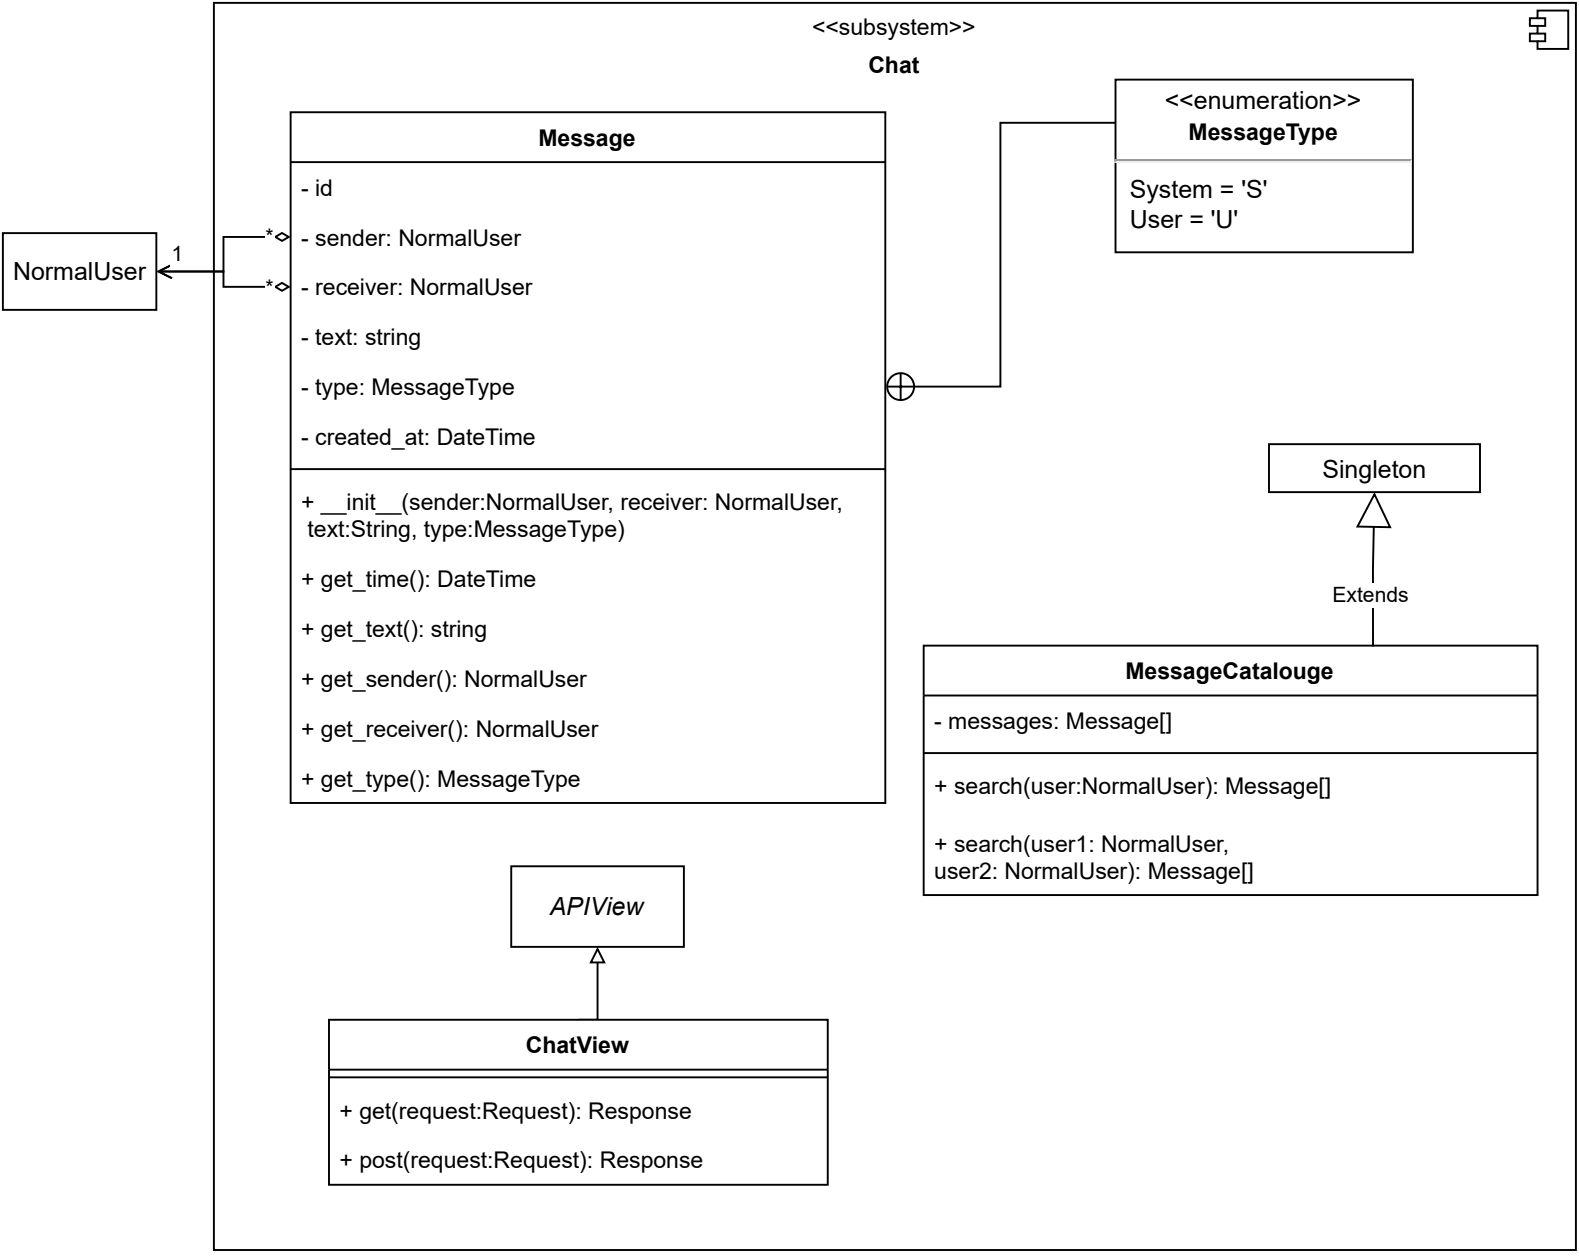 <<subsystem>>
Chat
NormalUser
1
*
*
Message
- id
- sender: NormalUser
- receiver: NormalUser
- text: string
- type: MessageType
- created_at: DateTime
+ __init__(sender:NormalUser, receiver: NormalUser,
text:String, type:MessageType)
+ get_time(): DateTime
+ get_text(): string
+ get_sender(): NormalUser
+ get_receiver(): NormalUser
+ get_type(): MessageType
<<enumeration>>
MessageType
System = 'S'
User = 'U'
Singleton
Extends
MessageCatalouge
- messages: Message[]
+ search(user:NormalUser): Message[]
+ search(user1: NormalUser,
user2: NormalUser): Message[]
APIView
ChatView
+ get(request:Request): Response
+ post(request:Request): Response